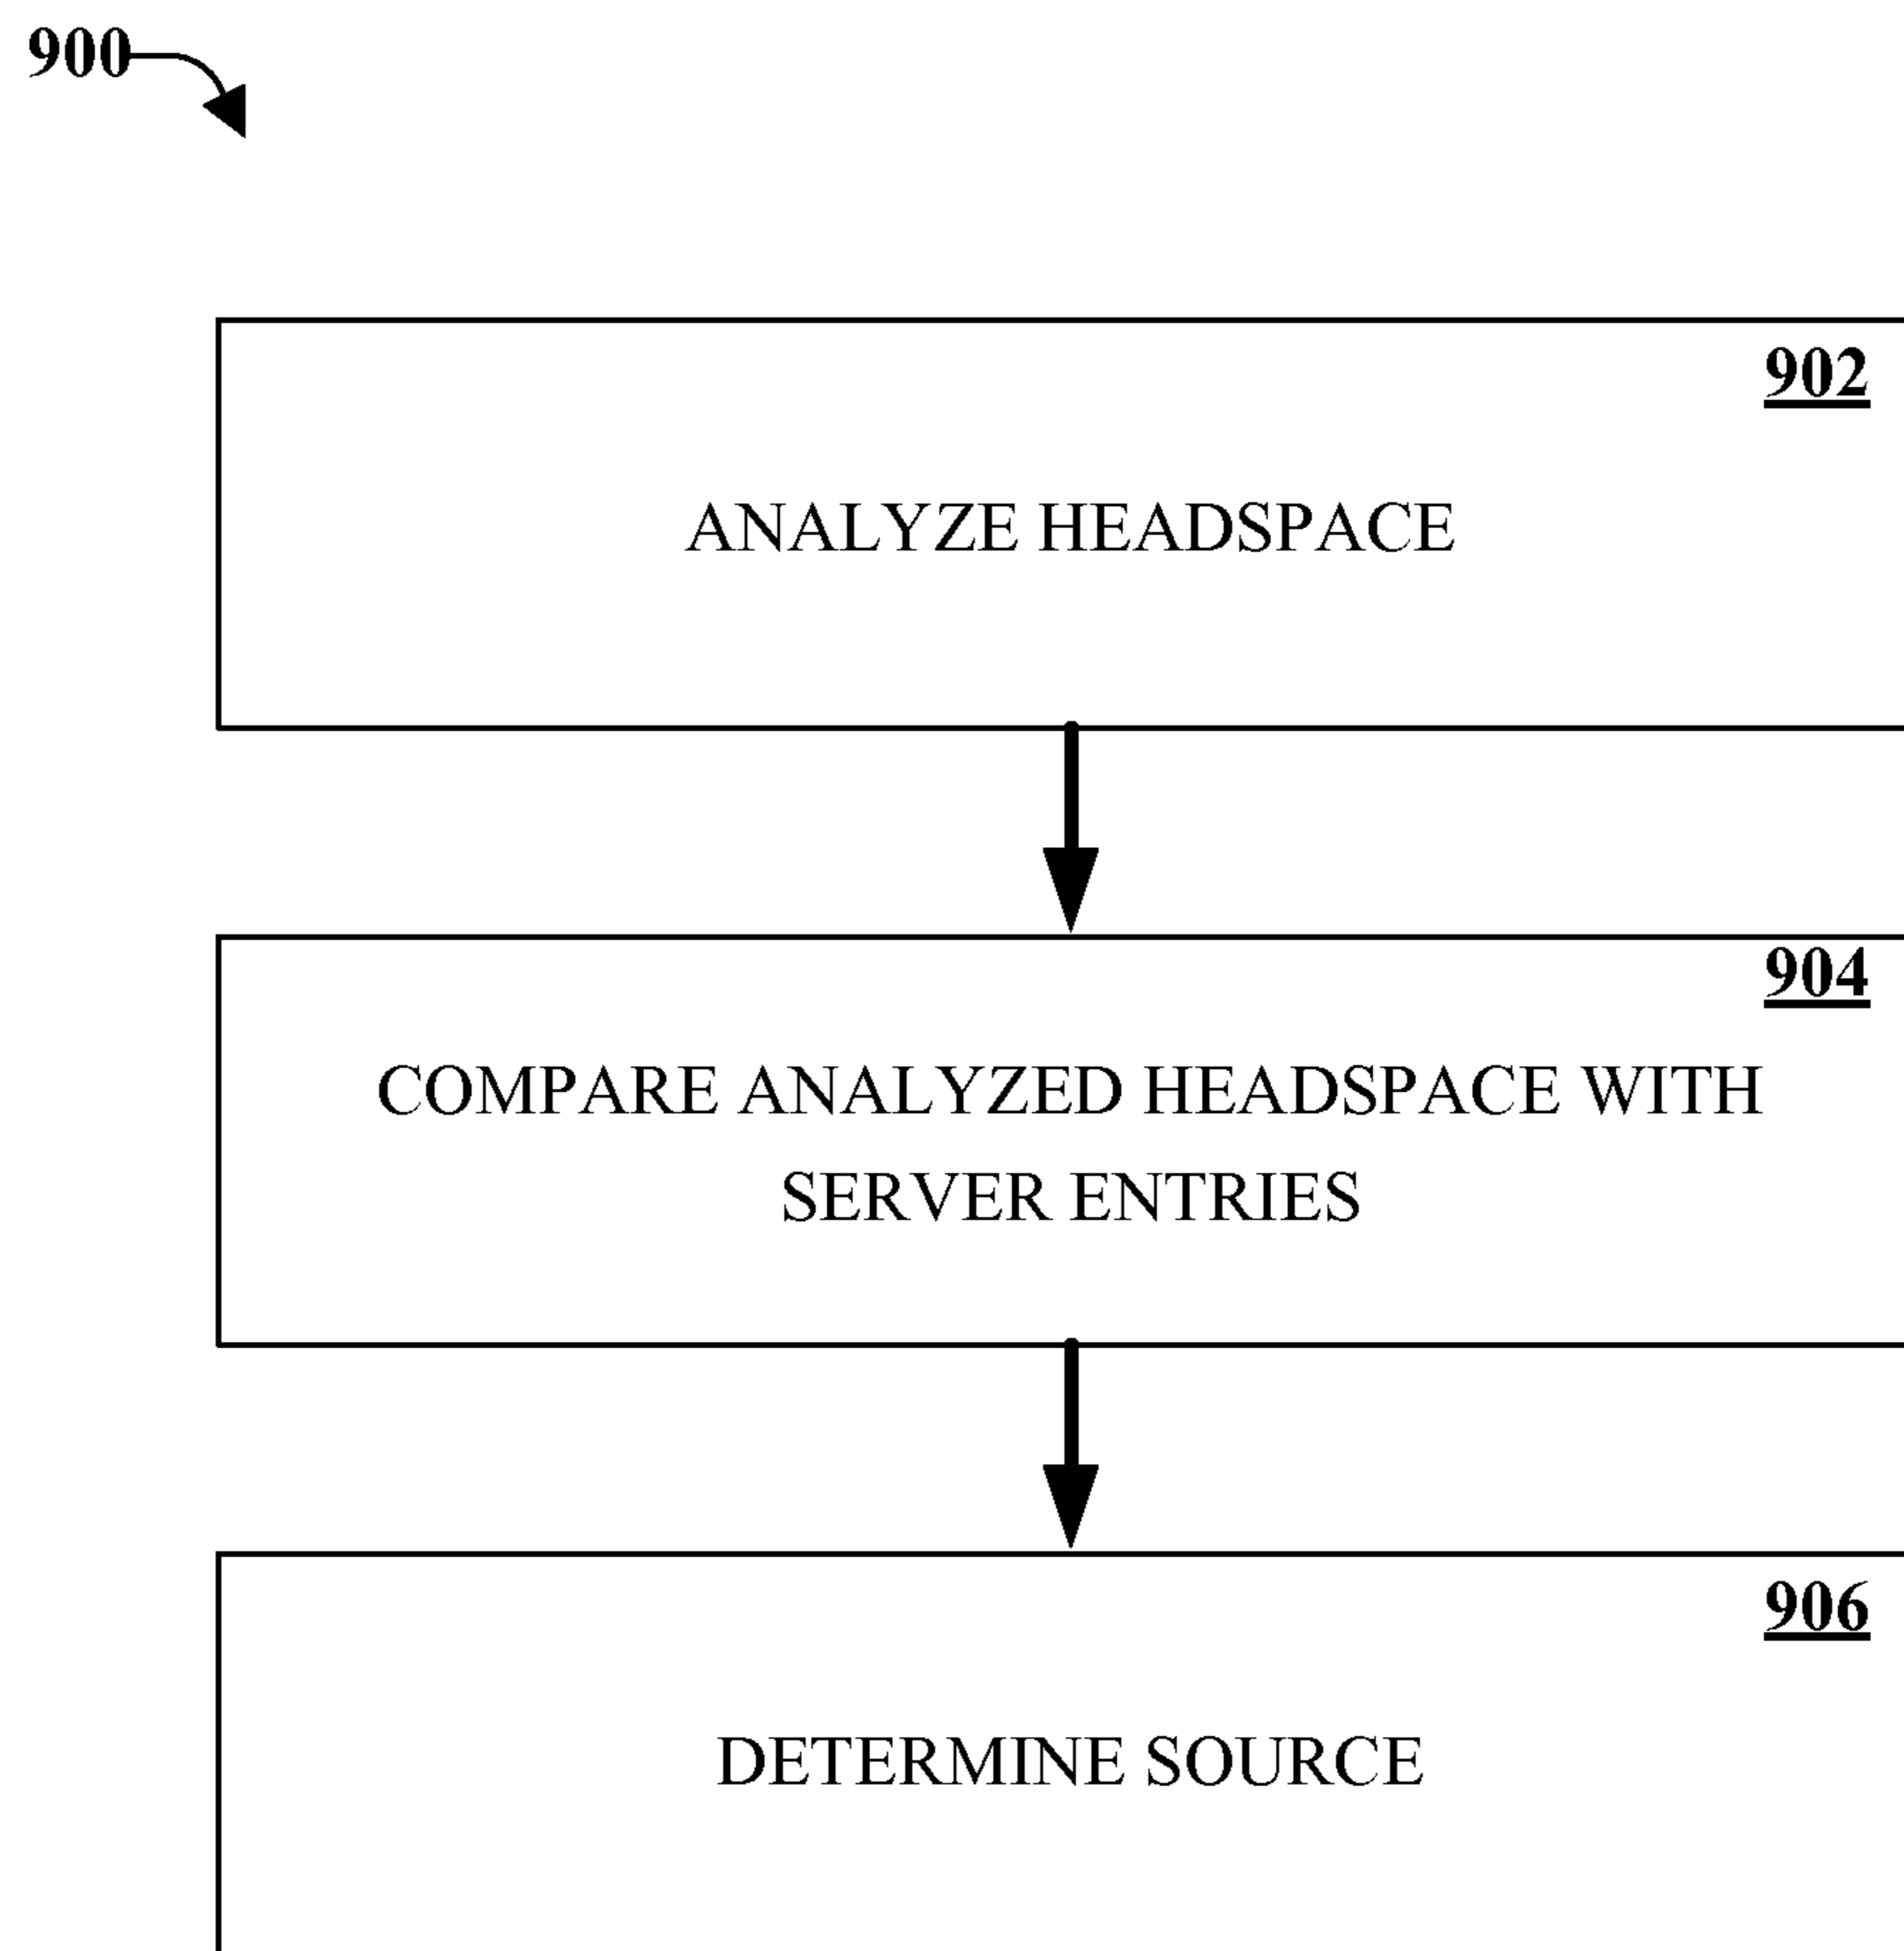 900
902
ANALYZE HEADSPACE
904
COMPARE ANALYZED HEADSPACE WITH
SERVER ENTRIES
906
DETERMINE SOURCE